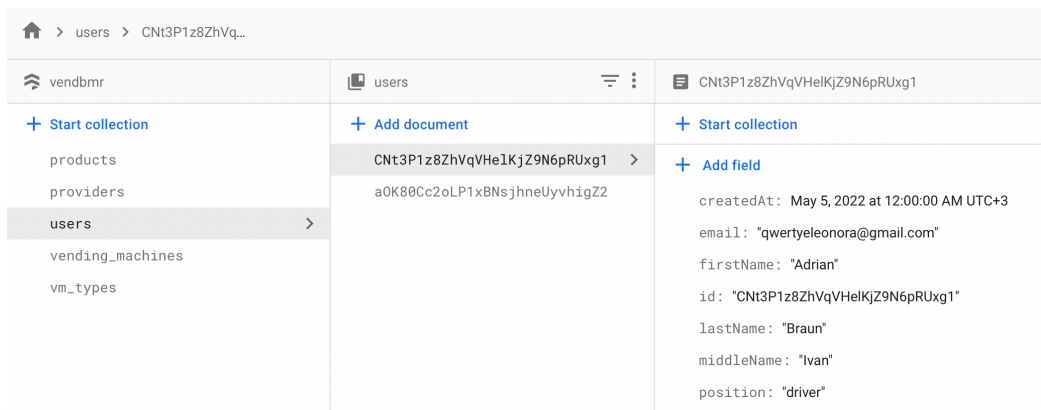 users CNt3P1z8ZhVq…
vendbmr
Start collection
products
providers
users
vending_machines
vm_types
users
Add document
CNt3P1z8ZhVqVHelKjZ9N6pRUxg1
aOK80Cc2oLP1xBNsjhneUyvhigZ2
CNt3P1z8ZhVqVHelKjZ9N6pRUxg1
Start collection
Add field
createdAt: May 5, 2022 at 12:00:00 AM UTC+3
email: "qwertyeleonora@gmail.com"
firstName: "Adrian"
id: "CNt3P1z8ZhVqVHelKjZ9N6pRUxg1"
lastName: "Braun"
middleName: "Ivan"
position: "driver"